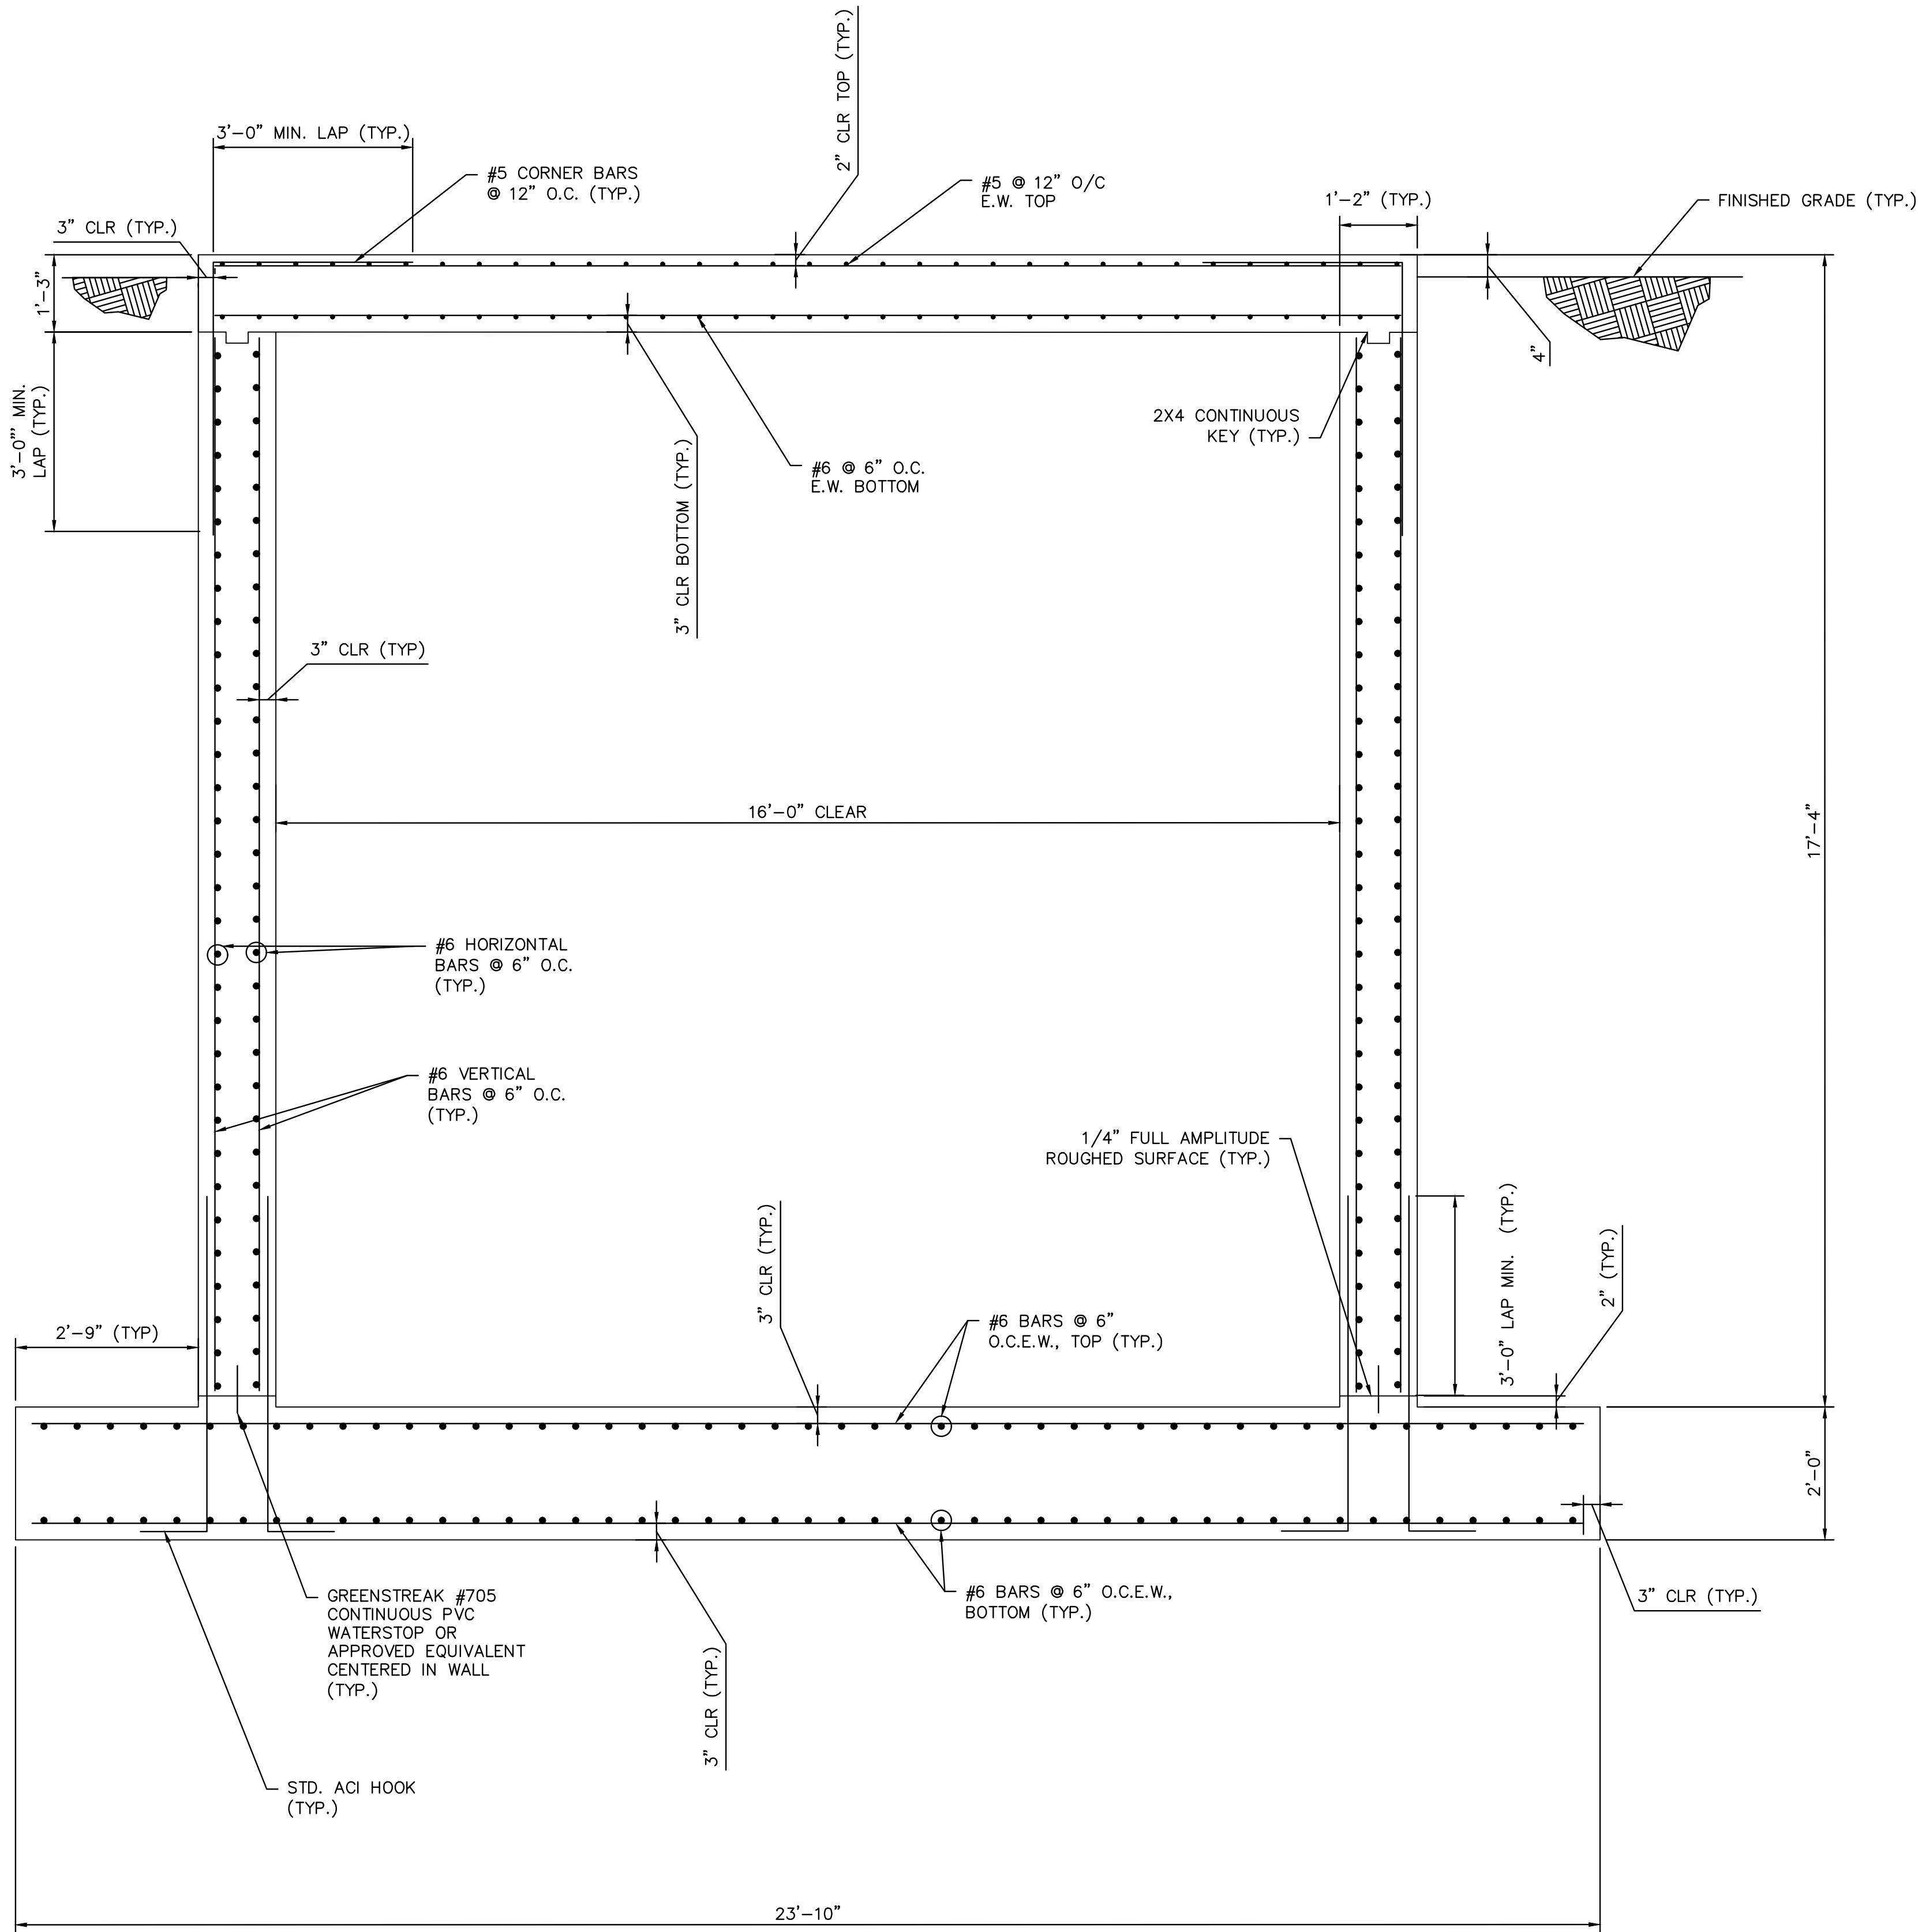 2" CLR TOP (TYP.)
3'-0" MIN. LAP (TYP.)
#5 CORNER BARS
@ 12" O.C. (TYP.)
#5 @ 12" O/C
E.W. TOP
1'-2" (TYP.)
FINISHED GRADE (TYP.)
3" CLR (TYP.)
1'-3"
4"
3'-0"' MIN.
LAP (TYP.)
2X4 CONTINUOUS
KEY (TYP.)
3" CLR BOTTOM (TYP.)
#6 @ 6" O.C.
E.W. BOTTOM
3" CLR (TYP)
16'-0" CLEAR
17'-4"
#6 HORIZONTAL
BARS @ 6" O.C.
(TYP.)
#6 VERTICAL
BARS @ 6" O.C.
(TYP.)
1/4" FULL AMPLITUDE
ROUGHED SURFACE (TYP.)
3'-0" LAP MIN. (TYP.)
2" (TYP.)
3" CLR (TYP.)
2'-9" (TYP)
#6 BARS @ 6"
O.C.E.W., TOP (TYP.)
2'-0"
GREENSTREAK #705
CONTINUOUS PVC
WATERSTOP OR
APPROVED EQUIVALENT
CENTERED IN WALL
(TYP.)
#6 BARS @ 6" O.C.E.W.,
BOTTOM (TYP.)
3" CLR (TYP.)
3" CLR (TYP.)
STD. ACI HOOK
(TYP.)
23'-10"